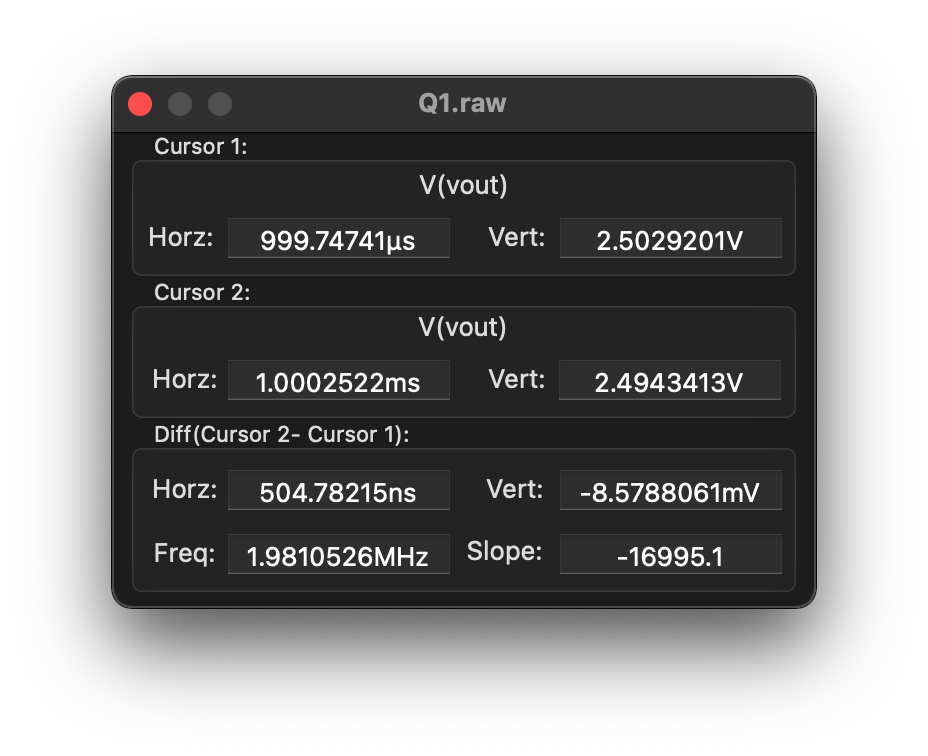 Q1.raw
Cursor 1:
V(vout)
Horz: 999.74741µs Vert: 2.5029201V
Cursor 2:
V(vout)
Horz: 1.0002522ms Vert: 2.4943413V
Diff(Cursor 2- Cursor 1):
Horz: 504.78215ns Vert: -8.5788061mV
Freq: 1.9810526MHz Slope: -16995.1